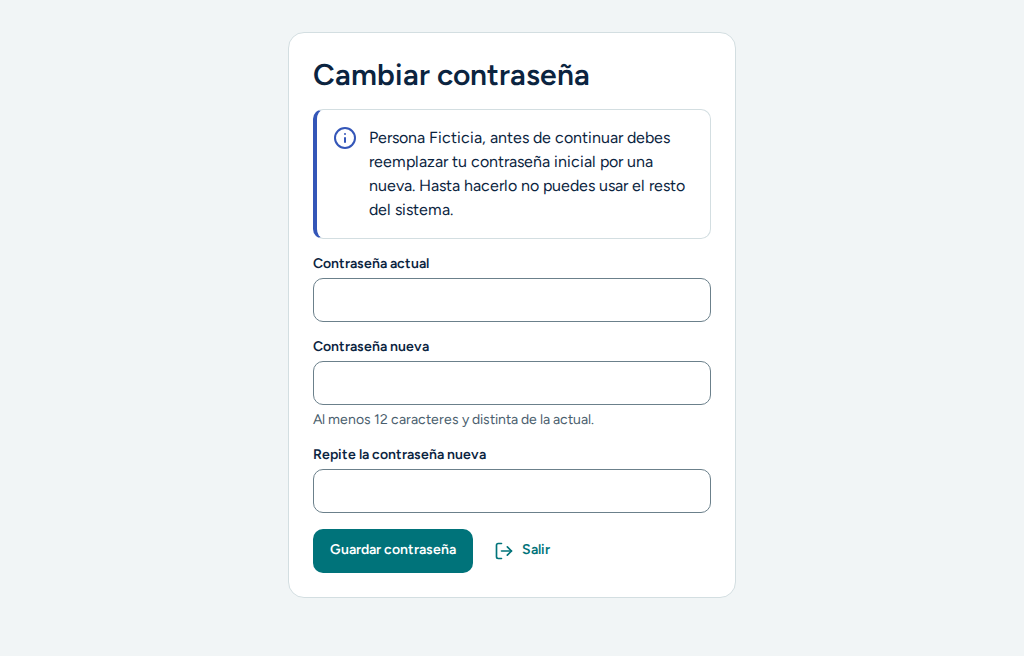 Cambiar contraseña
Persona Ficticia, antes de continuar debes
reemplazar tu contraseña inicial por una
nueva. Hasta hacerlo no puedes usar el resto
del sistema.
Contraseña actual
Contraseña nueva
Al menos 12 caracteres y distinta de la actual.
Repite la contraseña nueva
Guardar contraseña
Salir